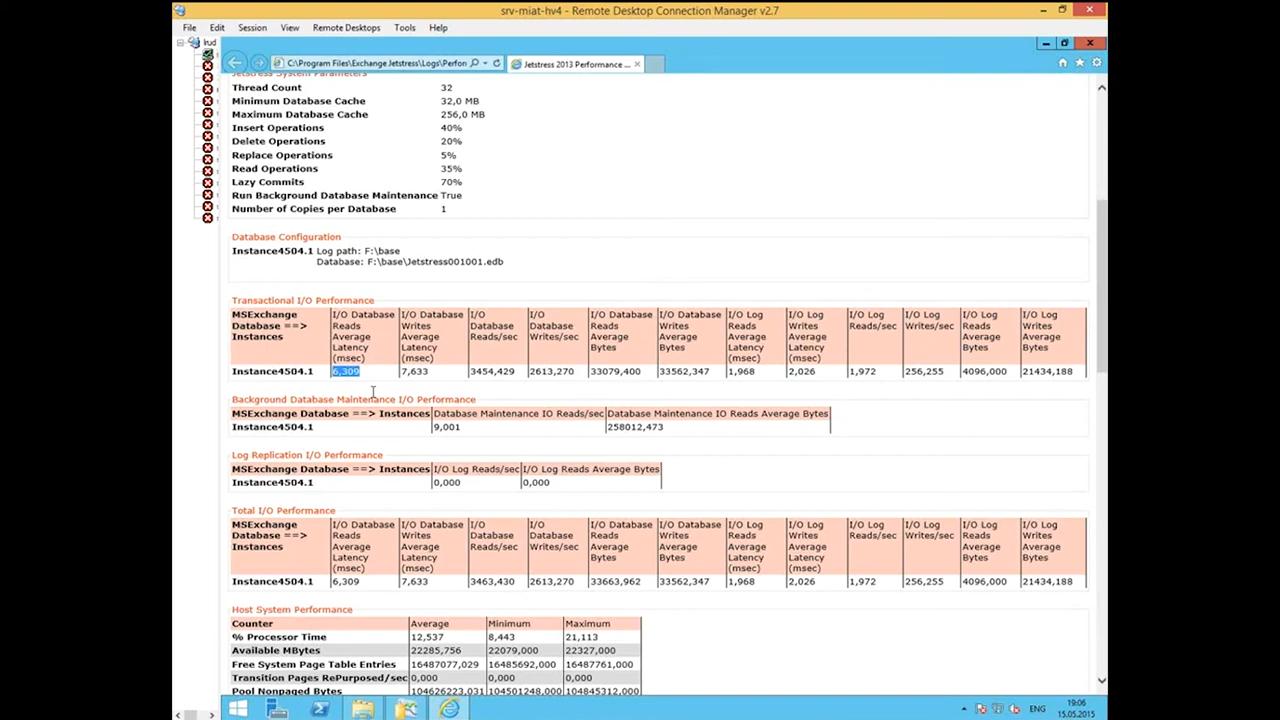 srv-miat-hv4 - Remote Desktop Connection Manager v2.7
File Edit Session View Remote Desktops Tools Help
C:\Program Files\Exchange Jetstress\Logs\Perfon
Jetstress 2013 Performance ...
Jetstress System Parameters
Thread Count 32
Minimum Database Cache 32,0 MB
Maximum Database Cache 256,0 MB
Insert Operations 40%
Delete Operations 20%
Replace Operations 5%
Read Operations 35%
Lazy Commits 70%
Run Background Database Maintenance True
Number of Copies per Database 1
Database Configuration
Instance4504.1 Log path: F:\base
Database: F:\base\Jetstress001001.edb
Transactional I/O Performance
MSExchange Database ==> Instances I/O Database Reads Average Latency (msec) I/O Database Writes Average Latency (msec) I/O Database Reads/sec I/O Database Writes/sec I/O Database Reads Average Bytes I/O Database Writes Average Bytes I/O Log Reads Average Latency (msec) I/O Log Writes Average Latency (msec) I/O Log Reads/sec I/O Log Writes/sec I/O Log Reads Average Bytes I/O Log Writes Average Bytes
Instance4504.1 6,309 7,633 3454,429 2613,270 33079,400 33562,347 1,968 2,026 1,972 256,255 4096,000 21434,188
Background Database Maintenance I/O Performance
MSExchange Database ==> Instances Database Maintenance IO Reads/sec Database Maintenance IO Reads Average Bytes
Instance4504.1 9,001 258012,473
Log Replication I/O Performance
MSExchange Database ==> Instances I/O Log Reads/sec I/O Log Reads Average Bytes
Instance4504.1 0,000 0,000
Total I/O Performance
MSExchange Database ==> Instances I/O Database Reads Average Latency (msec) I/O Database Writes Average Latency (msec) I/O Database Reads/sec I/O Database Writes/sec I/O Database Reads Average Bytes I/O Database Writes Average Bytes I/O Log Reads Average Latency (msec) I/O Log Writes Average Latency (msec) I/O Log Reads/sec I/O Log Writes/sec I/O Log Reads Average Bytes I/O Log Writes Average Bytes
Instance4504.1 6,309 7,633 3463,430 2613,270 33663,962 33562,347 1,968 2,026 1,972 256,255 4096,000 21434,188
Host System Performance
Counter Average Minimum Maximum
% Processor Time 12,537 8,443 21,113
Available MBytes 22285,756 22079,000 22327,000
Free System Page Table Entries 16487077,029 16485692,000 16487761,000
Transition Pages RePurposed/sec 0,000 0,000 0,000
Pool Nonpaged Bytes 104626223,031 104501248,000 104845312,000
ENG
19:06
15.05.2015